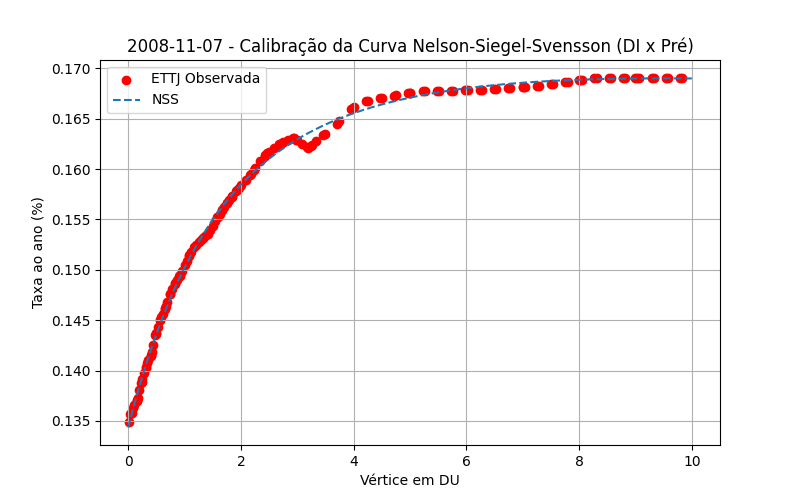 2008-11-07 - Calibração da Curva Nelson-Siegel-Svensson (DI x Pré)
ETTJ Observada
NSS
Taxa ao ano (%)
0.170
0.165
0.160
0.155
0.150
0.145
0.140
0.135
0 2 4 6 8 10
Vértice em DU